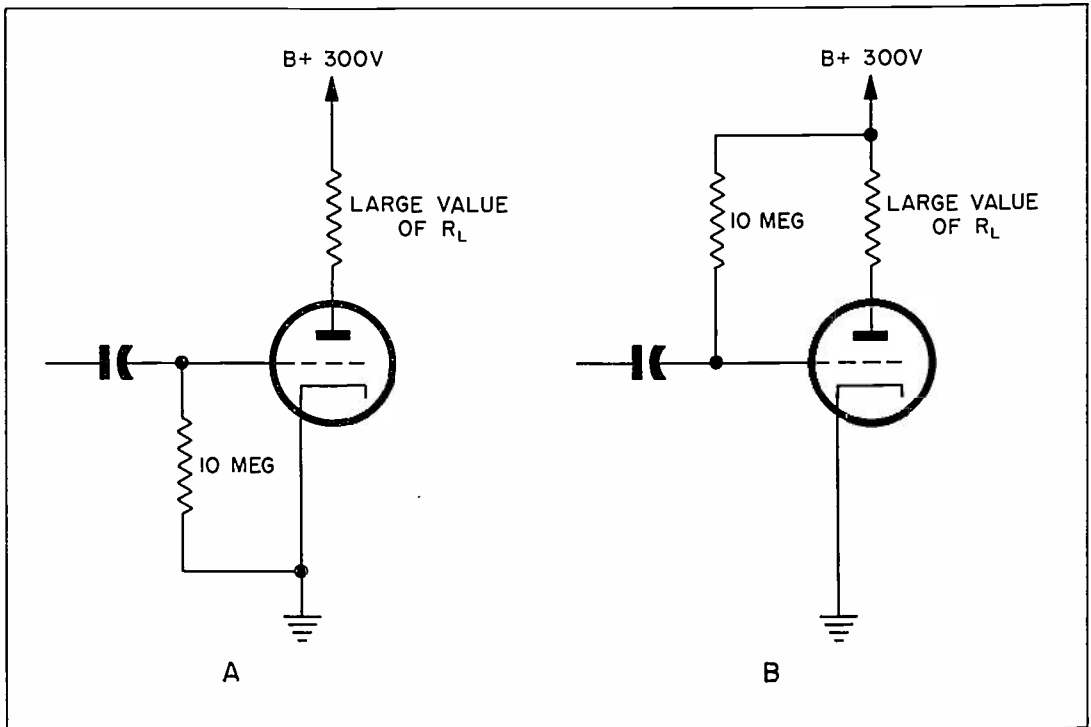 B+ 300V
LARGE VALUE
OF RL
10 MEG
A
B+ 300V
10 MEG
LARGE VALUE
OF RL
B